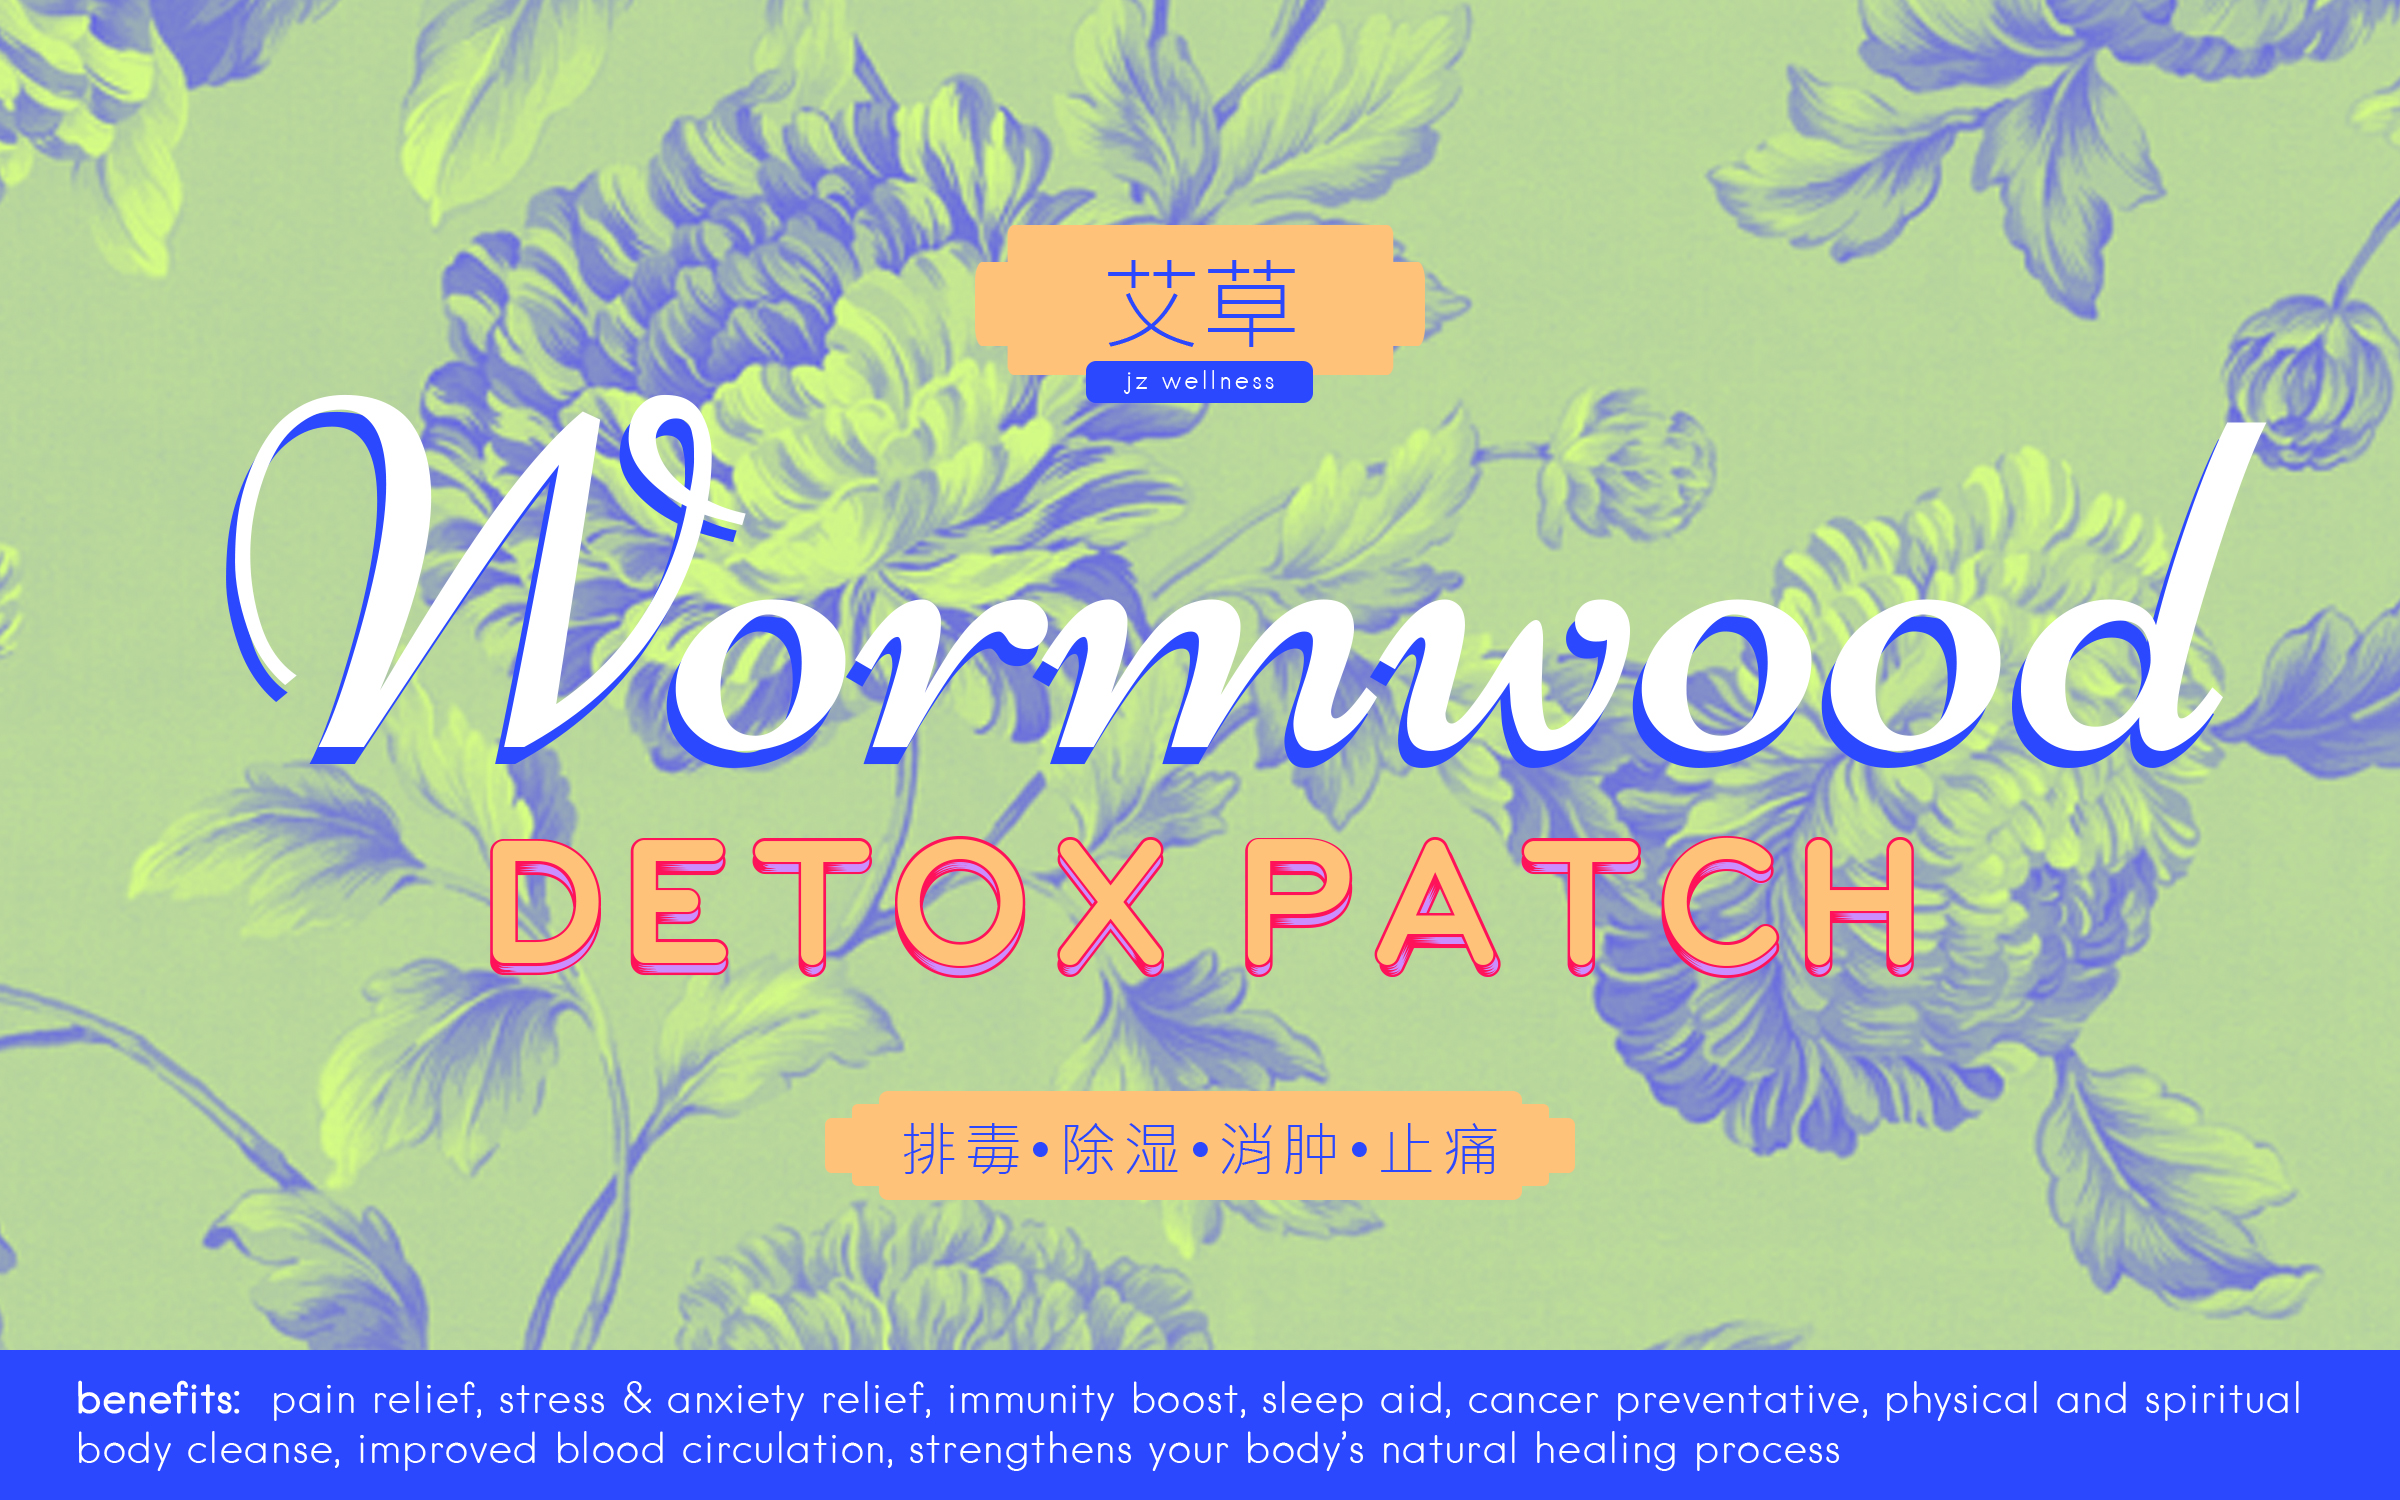 艾草
jz wellness
Wormwood
DETOX PATCH
排毒•除湿•消肿•止痛
benefits: pain relief, stress & anxiety relief, immunity boost, sleep aid, cancer preventative, physical and spiritual
body cleanse, improved blood circulation, strengthens your body's natural healing process